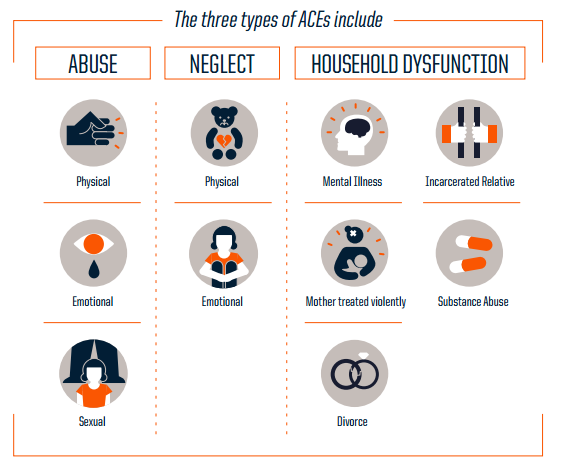 The three types of ACEs include
ABUSE
NEGLECT
HOUSEHOLD DYSFUNCTION
Physical
Physical
Mental Illness
Incarcerated Relative
Emotional
Emotional
Mother treated violently
Substance Abuse
Sexual
Divorce